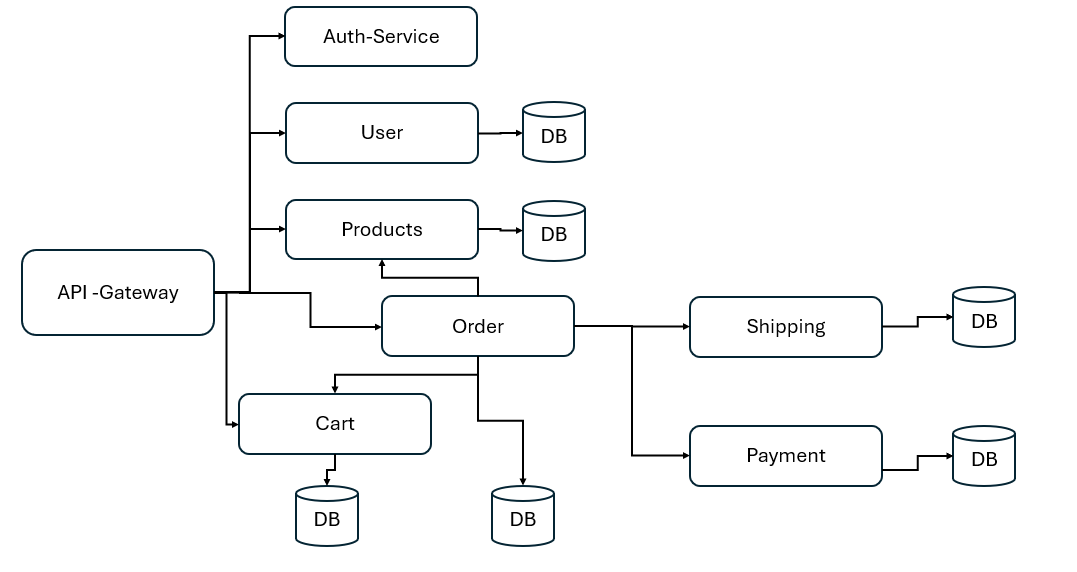 Auth-Service
User
DB
Products
DB
API -Gateway
Order
Shipping
DB
Cart
Payment
DB
DB
DB